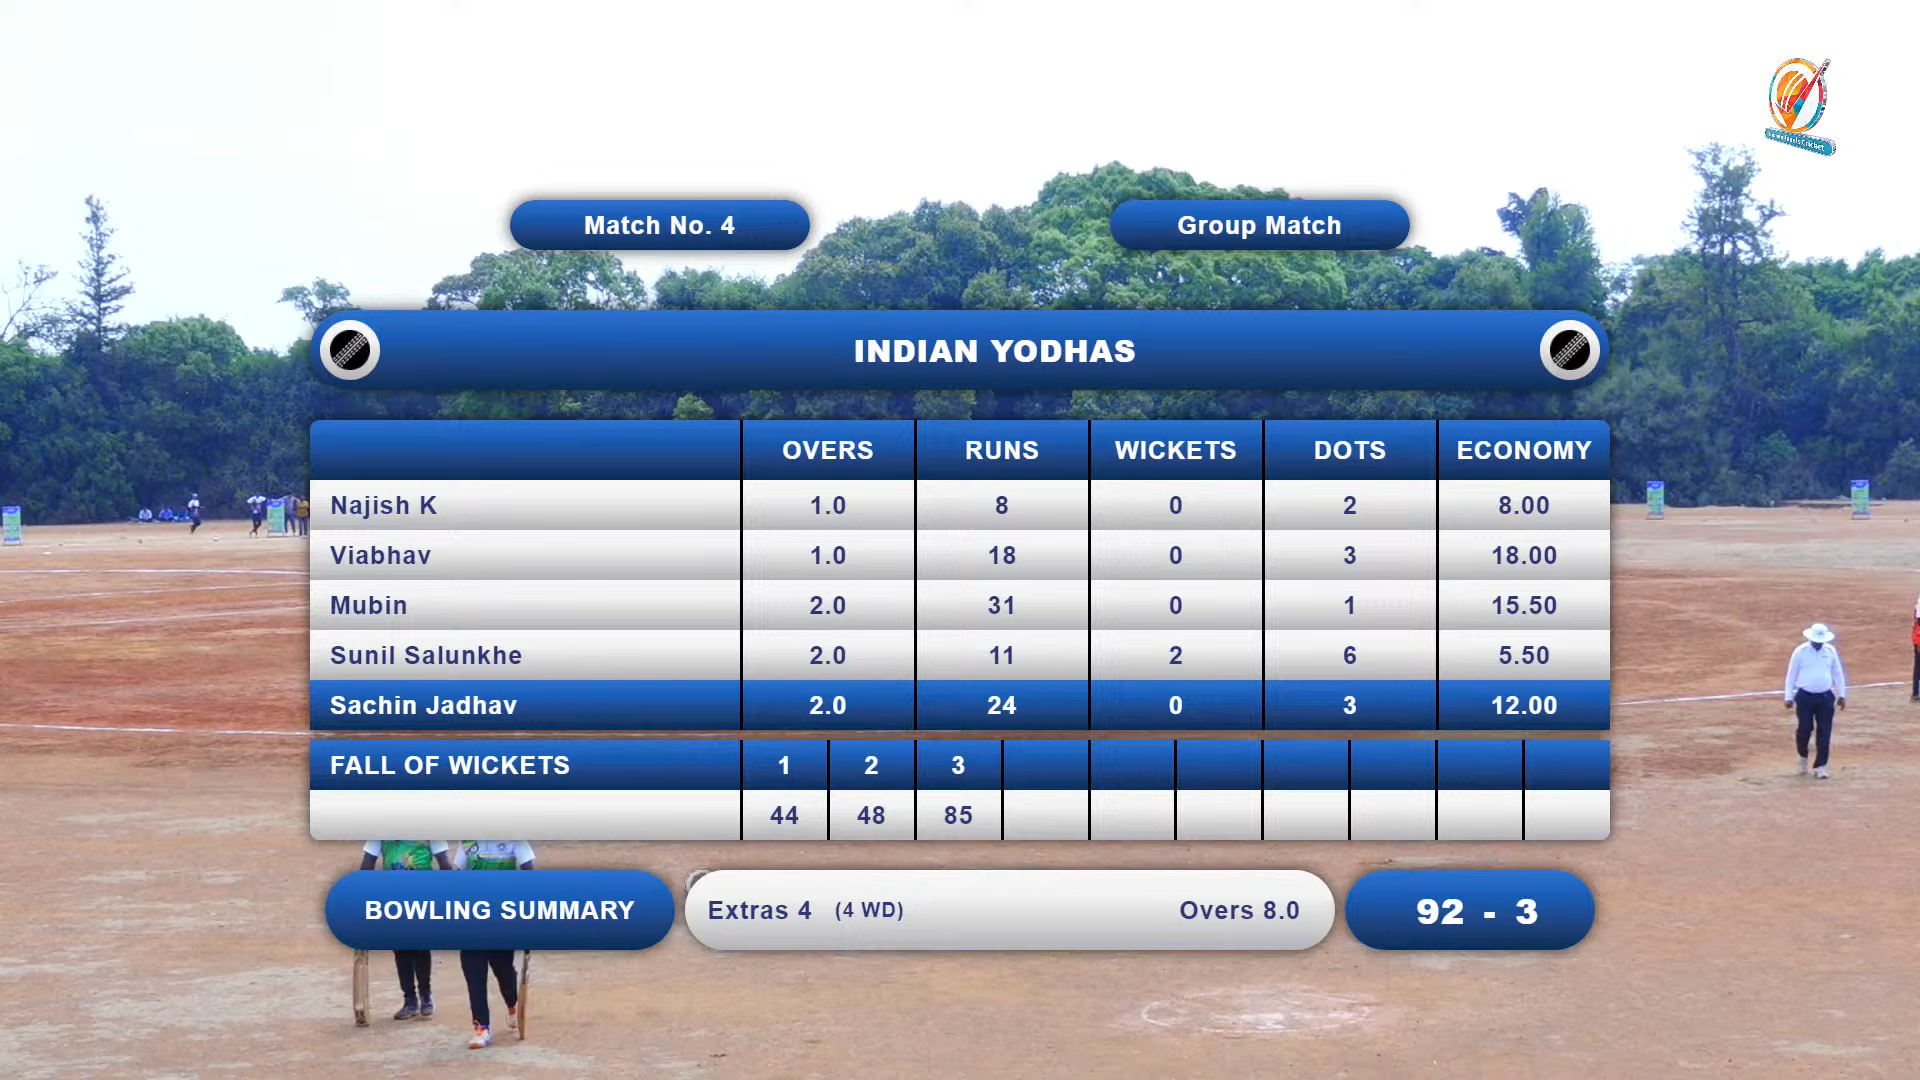 Match No. 4
Group Match
INDIAN YODHAS
OVERS RUNS WICKETS DOTS ECONOMY
Najish K 1.0 8 0 2 8.00
Viabhav 1.0 18 0 3 18.00
Mubin 2.0 31 0 1 15.50
Sunil Salunkhe 2.0 11 2 6 5.50
Sachin Jadhav 2.0 24 0 3 12.00
FALL OF WICKETS 1 2 3
44 48 85
BOWLING SUMMARY Extras 4 (4 WD) Overs 8.0 92 - 3